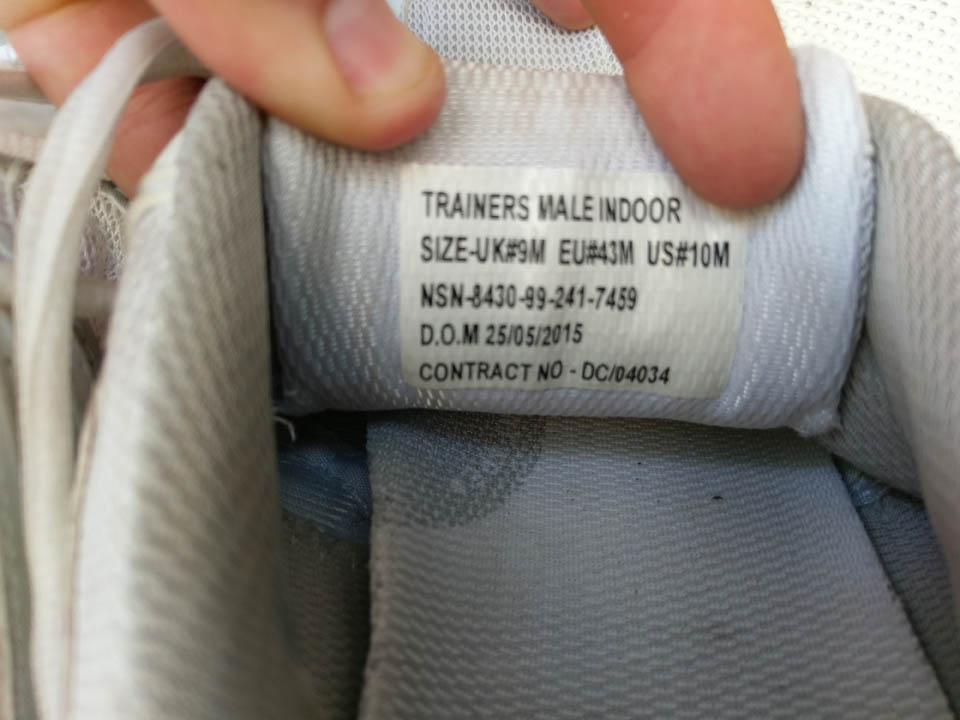 TRAINERS MALE INDOOR
SIZE-UK#9M EU#43M US#10M
NSN-8430-99-241-7459
D.O.M 25/05/2015
CONTRACT NO - DC/04034